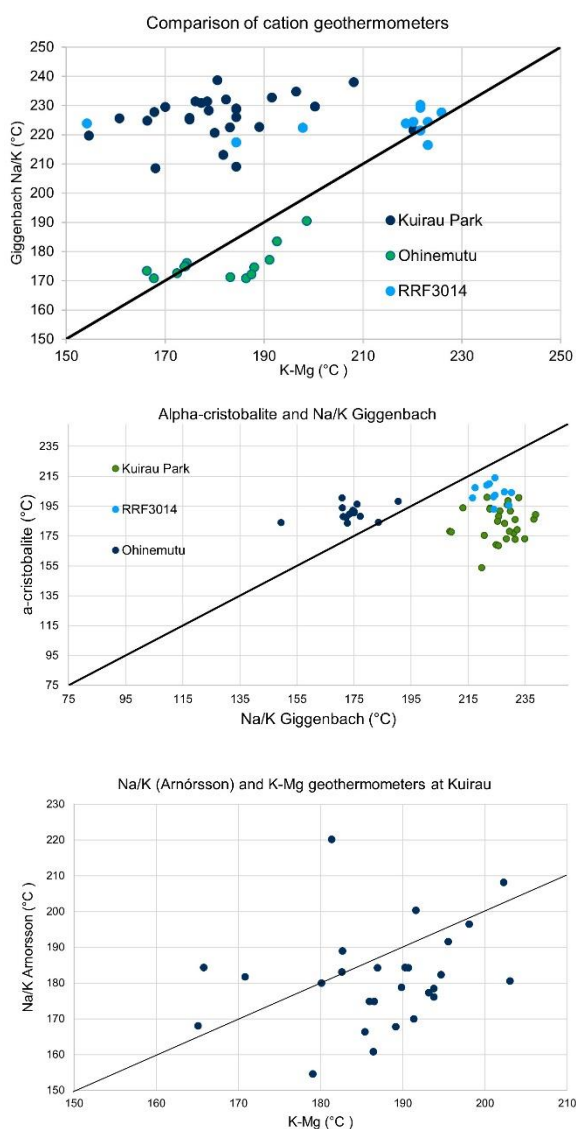 Comparison of cation geothermometers
Giggenbach Na/K (°C)
250
240
230
220
210
200
190
180
170
160
150
Kuirau Park
Ohinemutu
RRF3014
150 170 190 210 230 250
K-Mg (°C )
Alpha-cristobalite and Na/K Giggenbach
a-cristobalite (°C)
235
215
195
175
155
135
115
95
75
Kuirau Park
RRF3014
Ohinemutu
75 95 115 135 155 175 195 215 235
Na/K Giggenbach (°C)
Na/K (Arnórsson) and K-Mg geothermometers at Kuirau
Na/K Arnorsson (°C )
230
220
210
200
190
180
170
160
150
150 160 170 180 190 200 210
K-Mg (°C )